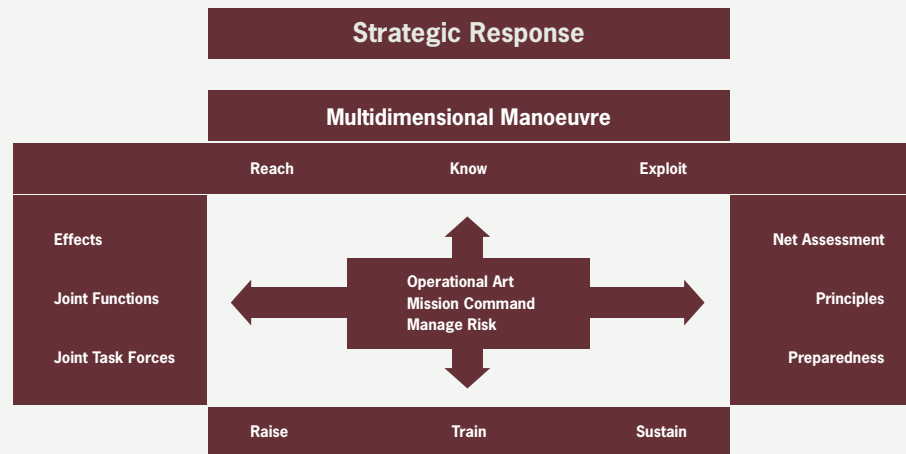 Strategic Response
Multidimensional Manoeuvre
Reach Know Exploit
Effects
Joint Functions
Joint Task Forces
Operational Art
Mission Command
Manage Risk
Net Assessment
Principles
Preparedness
Raise Train Sustain